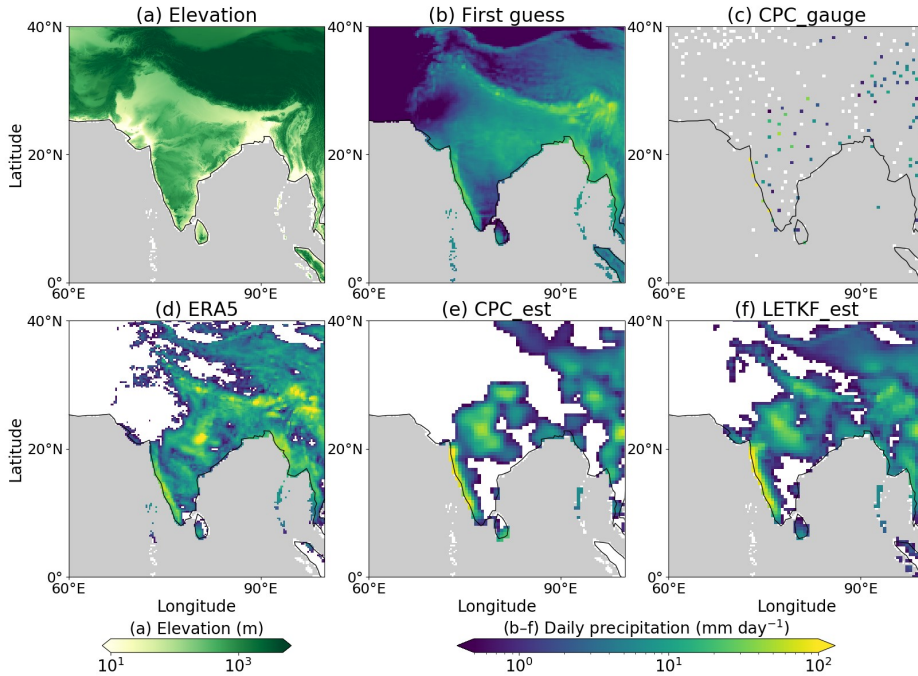 (a) Elevation
(b) First guess
(c) CPC_gauge
40°N
40°N
40°N
Latitude
20°N
20°N
20°N
0°
0°
0°
60°E
90°E
60°E
90°E
60°E
90°E
(d) ERA5
(e) CPC_est
(f) LETKF_est
40°N
40°N
40°N
Latitude
20°N
20°N
20°N
0°
0°
0°
60°E
90°E
60°E
90°E
60°E
90°E
Longitude
Longitude
Longitude
(a) Elevation (m)
(b–f) Daily precipitation (mm day⁻¹)
10¹
10³
10⁰
10¹
10²